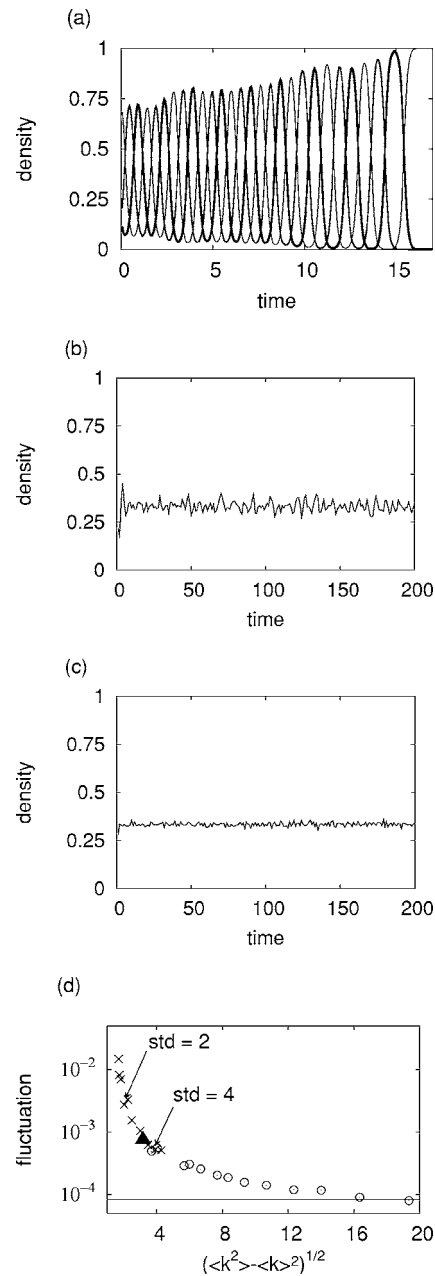 (a)
1
0.75
0.5
0.25
0
density
0 5 10 15
time
(b)
1
0.75
0.5
0.25
0
density
0 50 100 150 200
time
(c)
1
0.75
0.5
0.25
0
density
0 50 100 150 200
time
(d)
10⁻²
10⁻³
10⁻⁴
fluctuation
std = 2
std = 4
4 8 12 16 20
(<k²>-<k>²)^1/2